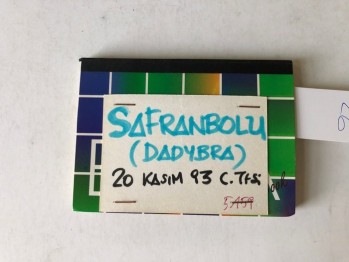 SAFRANBOLU
(DADYBRA)
20 KASIM 93 C.TESİ